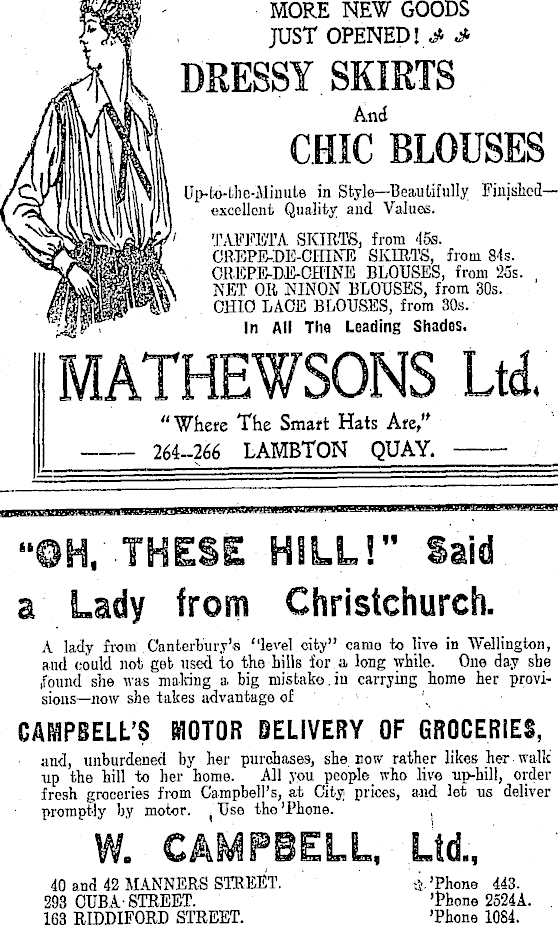 MORE NEW GOODS
JUST OPENED!
DRESSY SKIRTS
And
CHIC BLOUSES
Up-to-the-Minute in Style—Beautifully Finished—
excellent Quality and Values.
TAFFETA SKIRTS, from 45s.
CREPE-DE-CHINE SKIRTS, from 84s.
CREPE-DE-CHINE BLOUSES, from 25s.
NET OR NINON BLOUSES, from 30s.
CHIC LACE BLOUSES, from 30s.
In All The Leading Shades.
MATHEWSONS Ltd.
"Where The Smart Hats Are,"
264--266 LAMBTON QUAY.
"OH, THESE HILL!" Said
a Lady from Christchurch.
A lady from Canterbury's "level city" came to live in Wellington,
and could not get used to the hills for a long while. One day she
found she was making a big mistake in carrying home her provi-
sions—now she takes advantage of
CAMPBELL'S MOTOR DELIVERY OF GROCERIES,
and, unburdened by her purchases, she now rather likes her walk
up the hill to her home. All you people who live up-hill, order
fresh groceries from Campbell's, at City prices, and let us deliver
promptly by motor. Use the 'Phone.
W. CAMPBELL, Ltd.,
40 and 42 MANNERS STREET. 'Phone 443.
293 CUBA STREET. 'Phone 2524A.
163 RIDDIFORD STREET. 'Phone 1084.